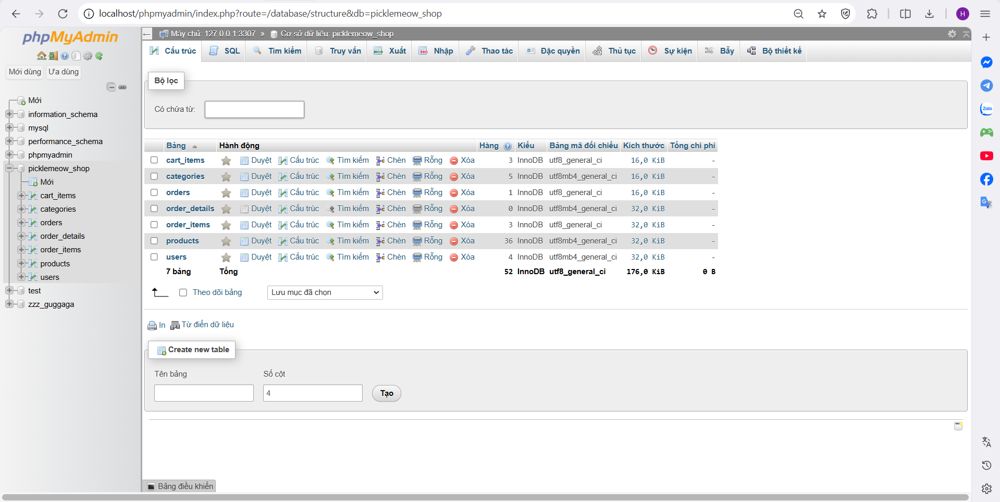 localhost/phpmyadmin/index.php?route=/database/structure&db=picklemeow_shop
H
phpMyAdmin
Mới dùng Ưa dùng
Mới
information_schema
mysql
performance_schema
phpmyadmin
picklemeow_shop
Mới
cart_items
categories
orders
order_details
order_items
products
users
test
zzz_guggaga
Máy chủ: 127.0.0.1:3307 » Cơ sở dữ liệu: picklemeow_shop
Cấu trúc SQL Tìm kiếm Truy vấn Xuất Nhập Thao tác Đặc quyền Thủ tục Sự kiện Bẫy Bộ thiết kế
Bộ lọc
Có chứa từ:
Bảng Hành động Hàng Kiểu Bảng mã đối chiếu Kích thước Tổng chi phí
cart_items Duyệt Cấu trúc Tìm kiếm Chèn Rỗng Xóa 3 InnoDB utf8_general_ci 16,0 KiB -
categories Duyệt Cấu trúc Tìm kiếm Chèn Rỗng Xóa 5 InnoDB utf8mb4_general_ci 16,0 KiB -
orders Duyệt Cấu trúc Tìm kiếm Chèn Rỗng Xóa 1 InnoDB utf8_general_ci 16,0 KiB -
order_details Duyệt Cấu trúc Tìm kiếm Chèn Rỗng Xóa 0 InnoDB utf8mb4_general_ci 32,0 KiB -
order_items Duyệt Cấu trúc Tìm kiếm Chèn Rỗng Xóa 3 InnoDB utf8_general_ci 32,0 KiB -
products Duyệt Cấu trúc Tìm kiếm Chèn Rỗng Xóa 36 InnoDB utf8mb4_general_ci 32,0 KiB -
users Duyệt Cấu trúc Tìm kiếm Chèn Rỗng Xóa 4 InnoDB utf8mb4_general_ci 32,0 KiB -
7 bảng Tổng 52 InnoDB utf8_general_ci 176,0 KiB 0 B
Theo dõi bảng Lưu mục đã chọn
In Từ điển dữ liệu
Create new table
Tên bảng Số cột
4 Tạo
Bảng điều khiển
Zalo